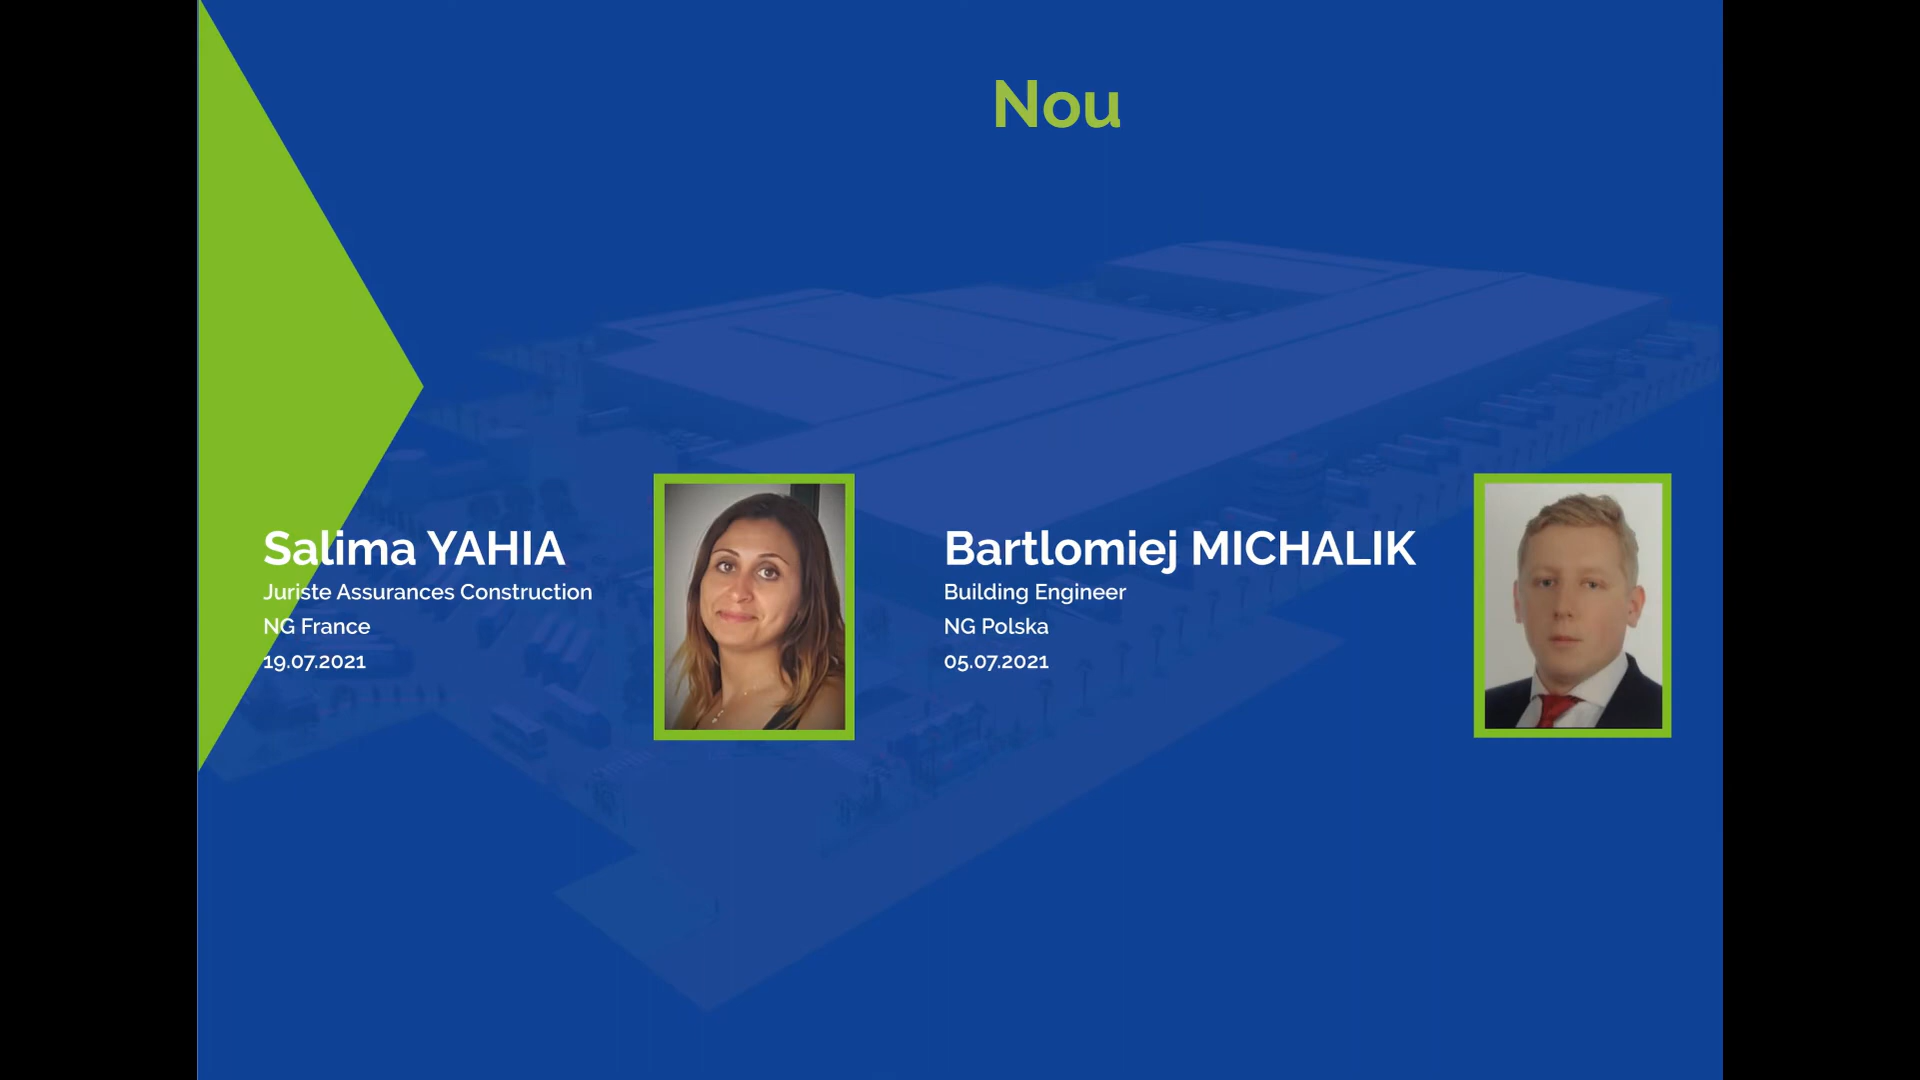 Nou
Salima YAHIA
Juriste Assurances Construction
NG France
19.07.2021
Bartlomiej MICHALIK
Building Engineer
NG Polska
05.07.2021